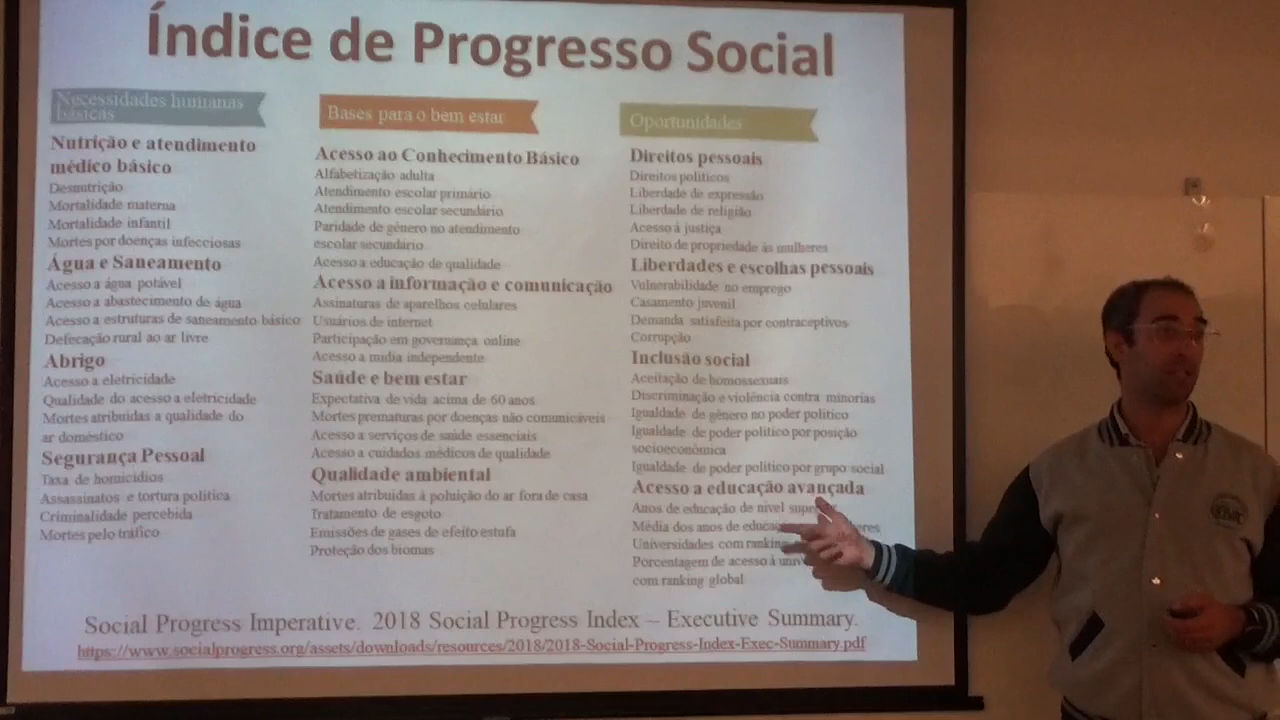 Índice de Progresso Social
Necessidades humanas
básicas
Nutrição e atendimento
médico básico
Desnutrição
Mortalidade materna
Mortalidade infantil
Mortes por doenças infecciosas
Água e Saneamento
Acesso a água potável
Acesso a abastecimento de água
Acesso a estruturas de saneamento básico
Defecação rural ao ar livre
Abrigo
Acesso a eletricidade
Qualidade do acesso a eletricidade
Mortes atribuidas a qualidade do
ar doméstico
Segurança Pessoal
Taxa de homicídios
Assassinatos e tortura politica
Criminalidade percebida
Mortes pelo tráfico
Bases para o bem estar
Acesso ao Conhecimento Básico
Alfabetização adulta
Atendimento escolar primário
Atendimento escolar secundário
Paridade de gênero no atendimento
escolar secundário
Acesso a educação de qualidade
Acesso a informação e comunicação
Assinaturas de aparelhos celulares
Usuários de internet
Participação em governança online
Acesso a mídia independente
Saúde e bem estar
Expectativa de vida acima de 60 anos
Mortes prematuras por doenças não comunicáveis
Acesso a serviços de saúde essenciais
Acesso a cuidados médicos de qualidade
Qualidade ambiental
Mortes atribuidas à poluição do ar fora de casa
Tratamento de esgoto
Emissões de gases de efeito estufa
Proteção dos biomas
Oportunidades
Direitos pessoais
Direitos politicos
Liberdade de expressão
Liberdade de religião
Acesso à justiça
Direito de propriedade ás mulheres
Liberdades e escolhas pessoais
Vulnerabilidade no emprego
Casamento juvenil
Demanda satisfeita por contraceptivos
Corrupção
Inclusão social
Aceitação de homossexuais
Discriminação e violência contra minorias
Igualdade de gênero no poder politico
Igualdade de poder politico por posição
socioeconômica
Igualdade de poder politico por grupo social
Acesso a educação avançada
Anos de educação de nível
Média dos anos de
Universidades com ranking
Porcentagem de acesso à
com ranking global
Social Progress Imperative. 2018 Social Progress Index – Executive Summary.
https://www.socialprogress.org/assets/downloads/resources/2018/2018-Social-Progress-Index-Exec-Summary.pdf